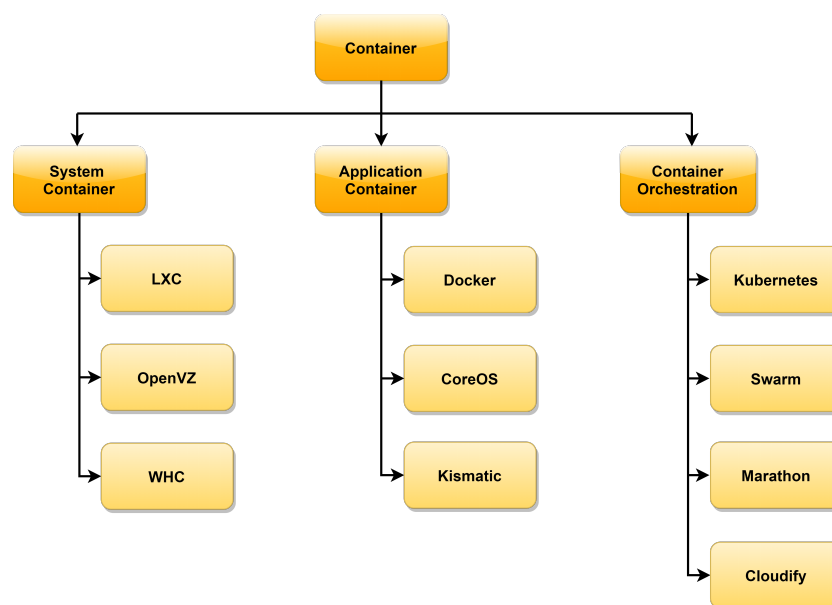 Container
System
Container
Application
Container
Container
Orchestration
LXC
Docker
Kubernetes
OpenVZ
CoreOS
Swarm
WHC
Kismatic
Marathon
Cloudify